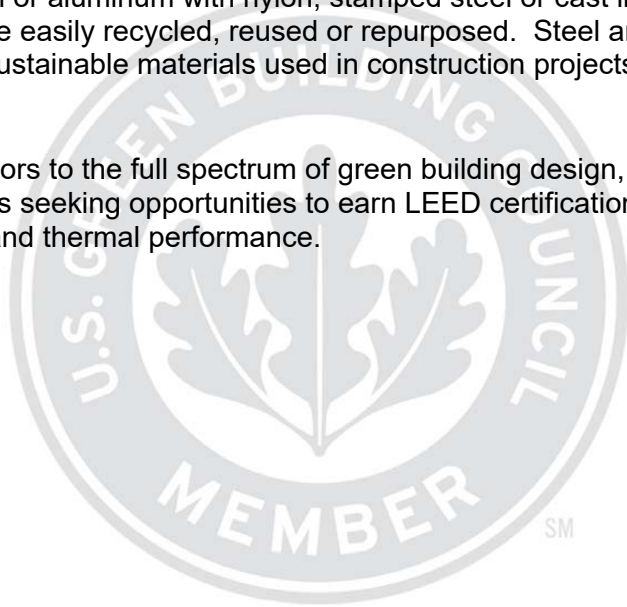 or aluminum with nylon, stamped steel or cast
e easily recycled, reused or repurposed. Steel
ustainable materials used in construction projects
ors to the full spectrum of green building design,
s seeking opportunities to earn LEED certification
and thermal performance.
U.S. GREEN BUILDING COUNCIL
MEMBER
SM